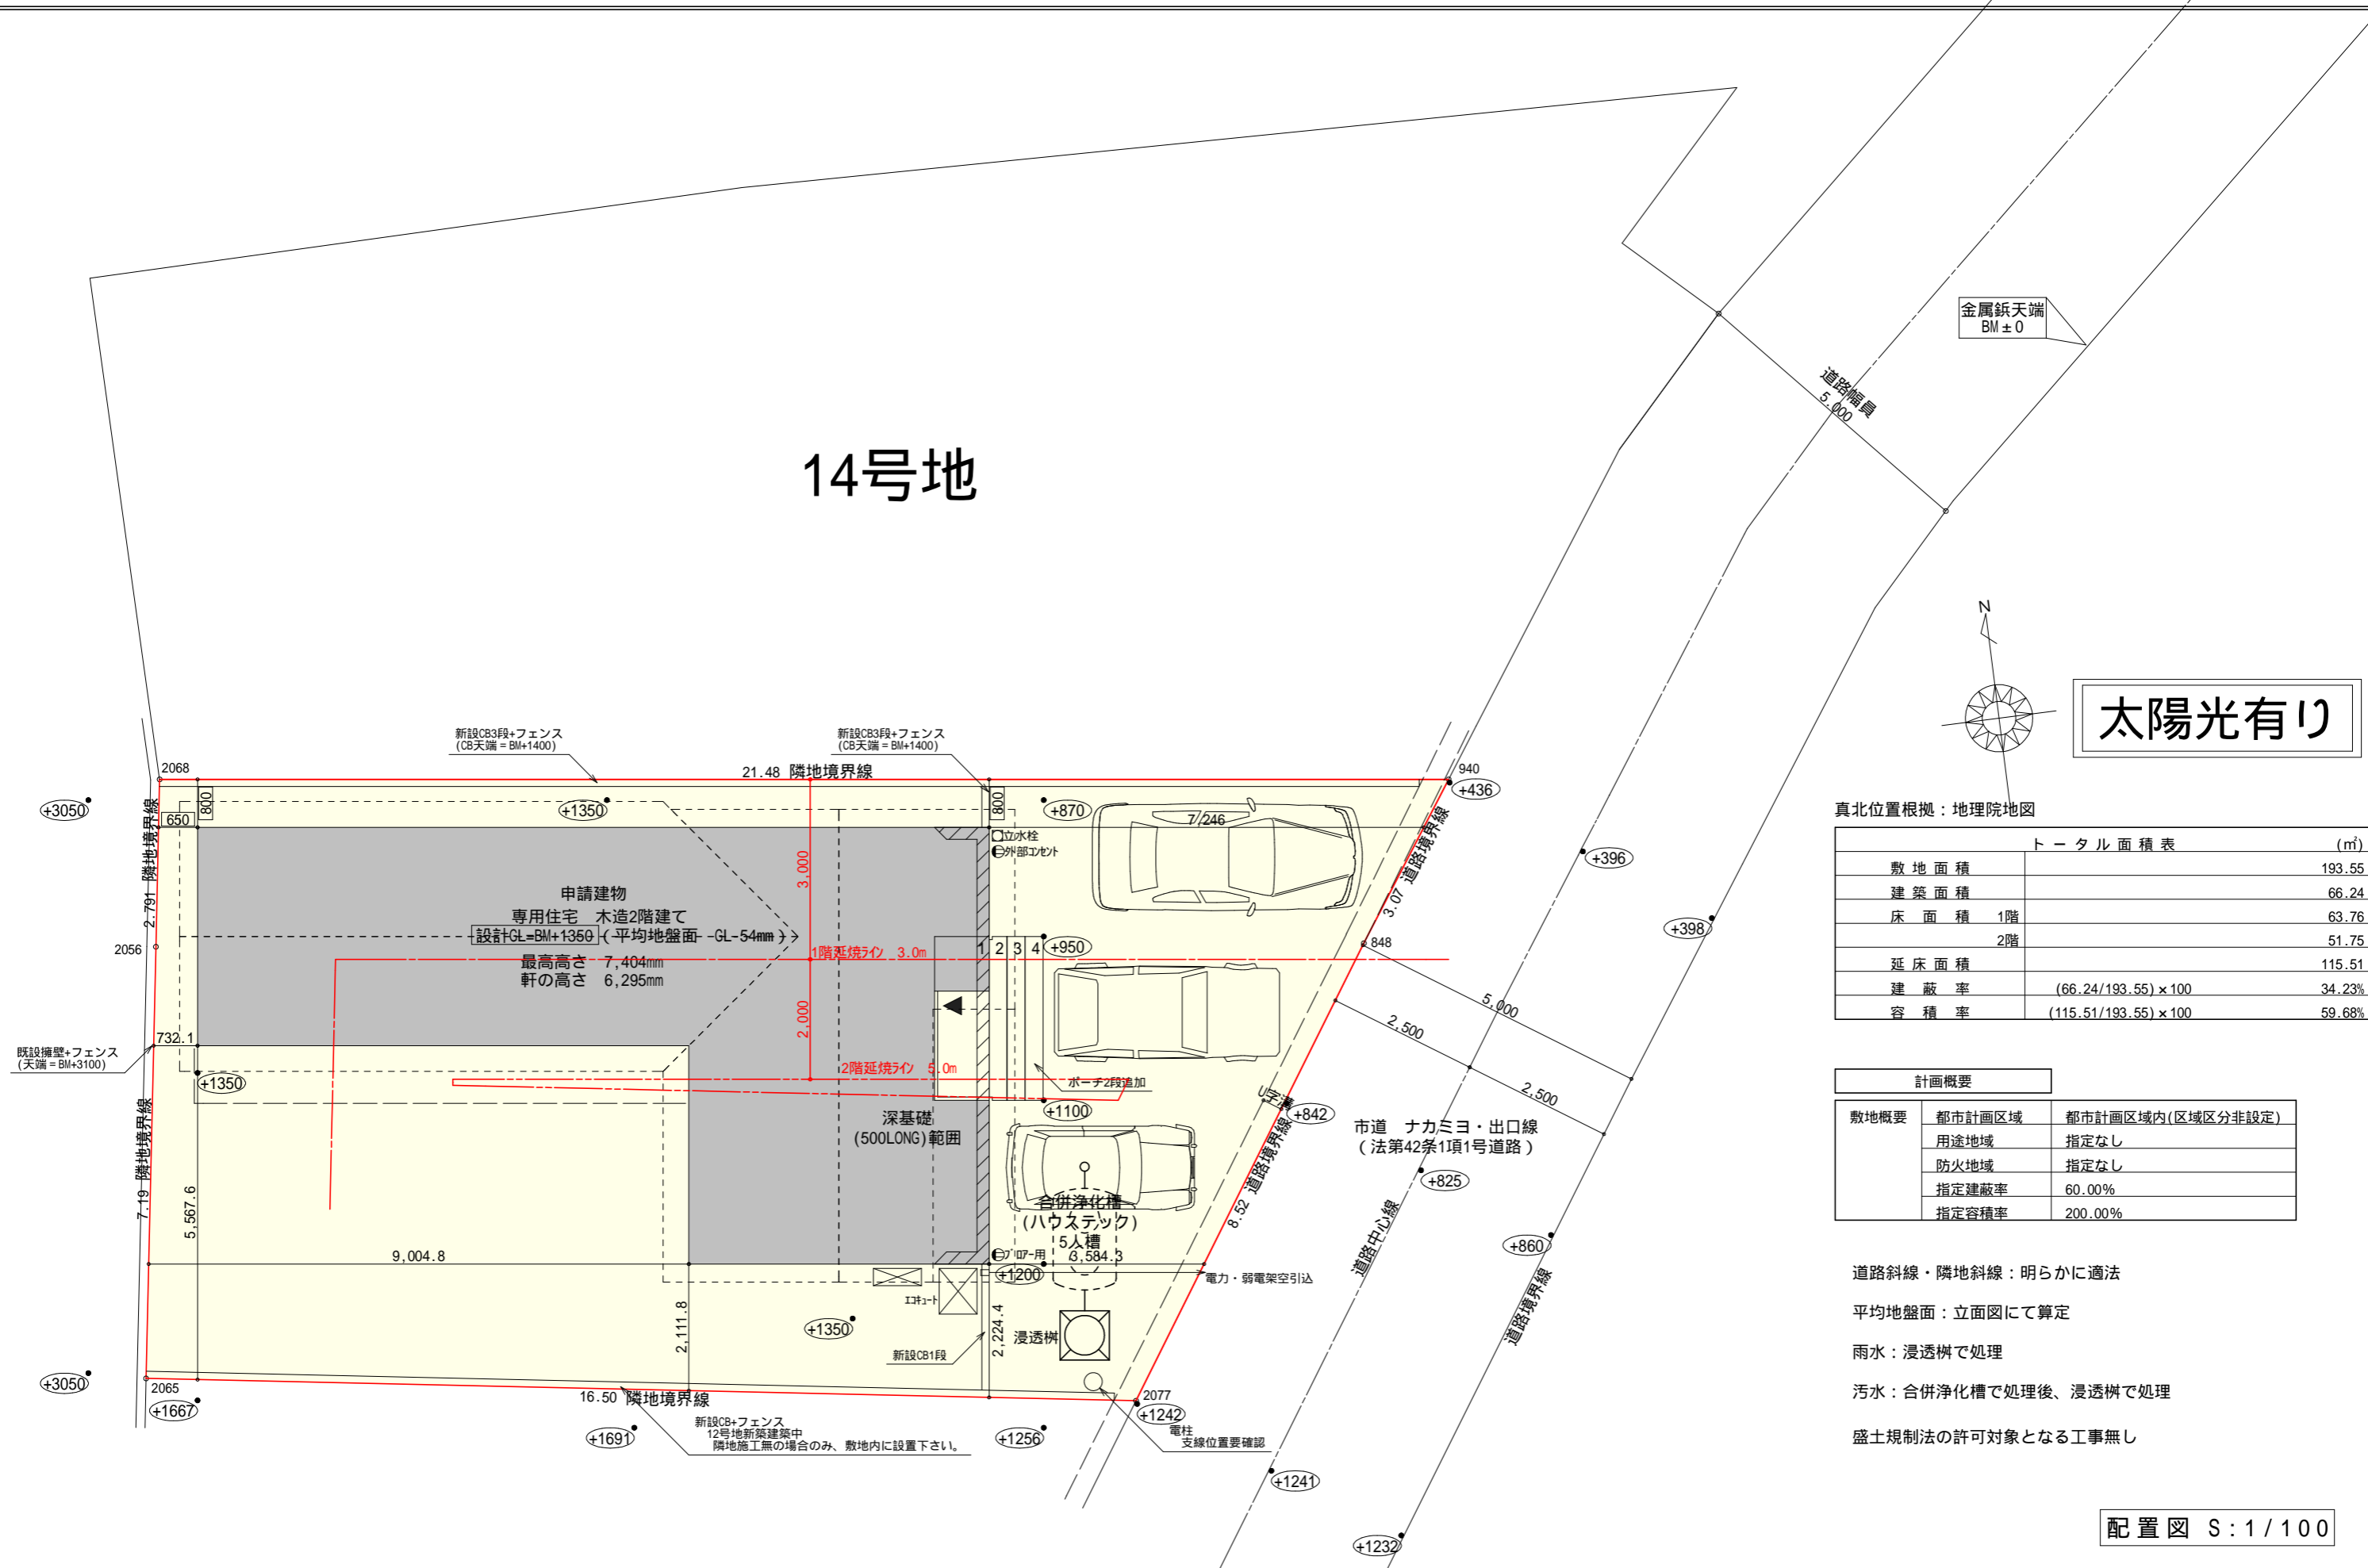 金属鋲天端
BM±0
道路幅員
5,000
14号地
N
太陽光有り
新設CB3段+フェンス
(CB天端=BM+1400)
新設CB3段+フェンス
(CB天端=BM+1400)
2068
21.48 隣地境界線
940
+436
+3050
800
+1350
800
+870
650
7,246
立水栓
外部コンセント
3,000
2.791 隣地境界線
3.07 道路境界線
+396
+398
申請建物
専用住宅 木造2階建て
設計GL=BM+1350 (平均地盤面 GL-54mm)
最高高さ 7,404mm
軒の高さ 6,295mm
1 2 3 4
+950
1階延焼ライン 3.0m
848
2056
2,000
5,000
2,500
2,500
732.1
既設擁壁+フェンス
(天端=BM+3100)
+1350
2階延焼ライン 5.0m
ポーチ2段追加
+1100
+842
深基礎
(500LONG)範囲
市道 ナカミヨ・出口線
(法第42条1項1号道路)
+825
7.19 隣地境界線
5,567.6
8.52 道路境界線
合併浄化槽
(ハウステック)
5人槽
道路中心線
+860
9,004.8
ブロアー用
3,584.3
+1200
電力・弱電架空引込
エコキュート
道路境界線
2,111.8
+1350
2,224.4
浸透桝
新設CB1段
+3050
2065
+1667
16.50 隣地境界線
2077
+1242
新設CB+フェンス
12号地新築建築中
隣地施工無の場合のみ、敷地内に設置下さい。
+1691
+1256
電柱
支線位置要確認
+1241
+1232
真北位置根拠:地理院地図
トータル面積表 (㎡)
敷地面積 193.55
建築面積 66.24
床面積 1階 63.76
2階 51.75
延床面積 115.51
建蔽率 (66.24/193.55)×100 34.23%
容積率 (115.51/193.55)×100 59.68%
計画概要
敷地概要 都市計画区域 都市計画区域内(区域区分非設定)
用途地域 指定なし
防火地域 指定なし
指定建蔽率 60.00%
指定容積率 200.00%
道路斜線・隣地斜線:明らかに適法
平均地盤面:立面図にて算定
雨水:浸透桝で処理
汚水:合併浄化槽で処理後、浸透桝で処理
盛土規制法の許可対象となる工事無し
配置図 S:1/100